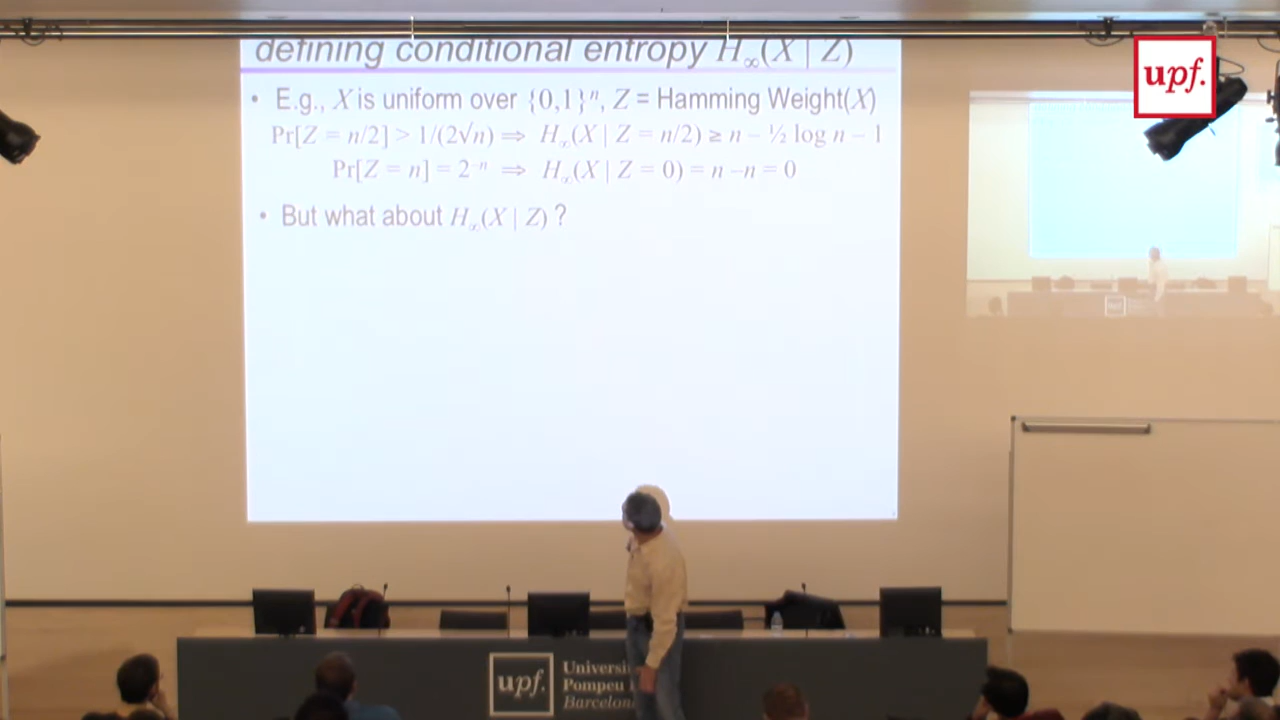 defining conditional entropy H∞(X | Z)
• E.g., X is uniform over {0,1}ⁿ, Z = Hamming Weight(X)
Pr[Z = n/2] > 1/(2√n) ⇒ H∞(X | Z = n/2) ≥ n – ½ log n – 1
Pr[Z = n] = 2⁻ⁿ ⇒ H∞(X | Z = 0) = n –n = 0
• But what about H∞(X | Z) ?
upf.
upf.
Universi
Pompeu
Barcelon